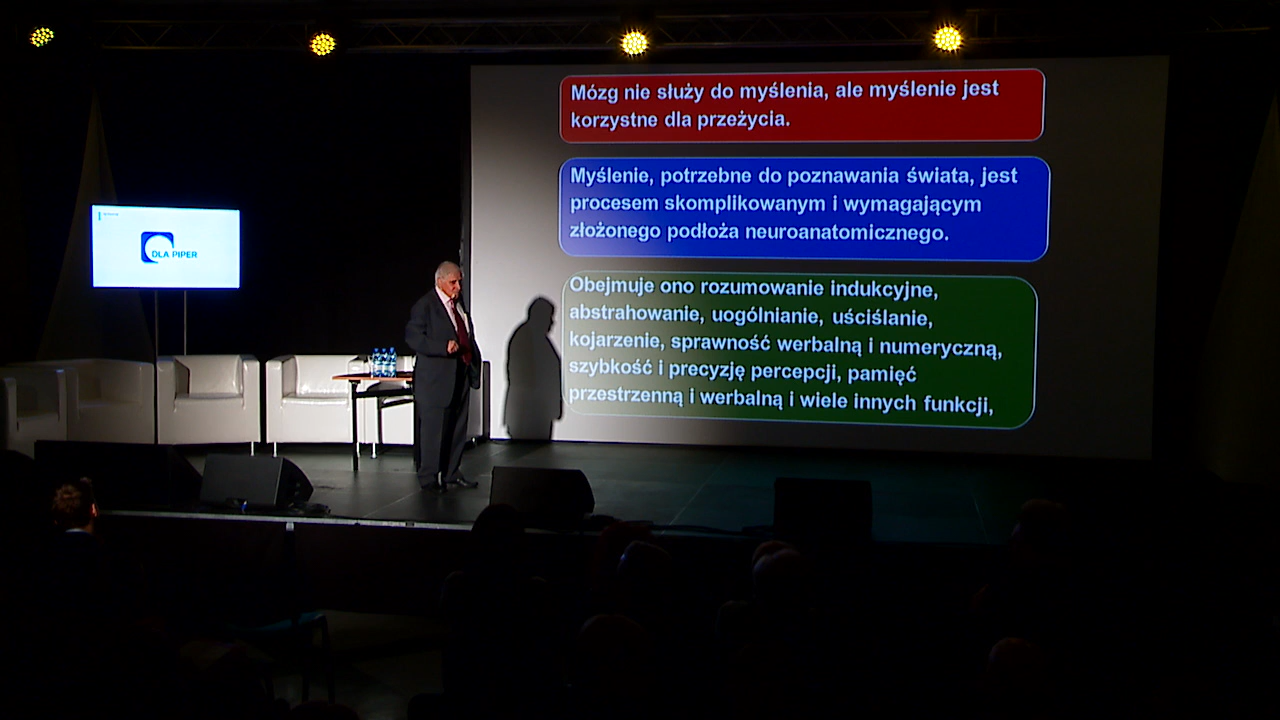 Mózg nie służy do myślenia, ale myślenie jest
korzystne dla przeżycia.
Myślenie, potrzebne do poznawania świata, jest
procesem skomplikowanym i wymagającym
złożonego podłoża neuroanatomicznego.
Obejmuje ono rozumowanie indukcyjne,
abstrahowanie, uogólnianie, uściślanie,
kojarzenie, sprawność werbalną i numeryczną,
szybkość i precyzję percepcji, pamięć
przestrzenną i werbalną i wiele innych funkcji,
DLA PIPER